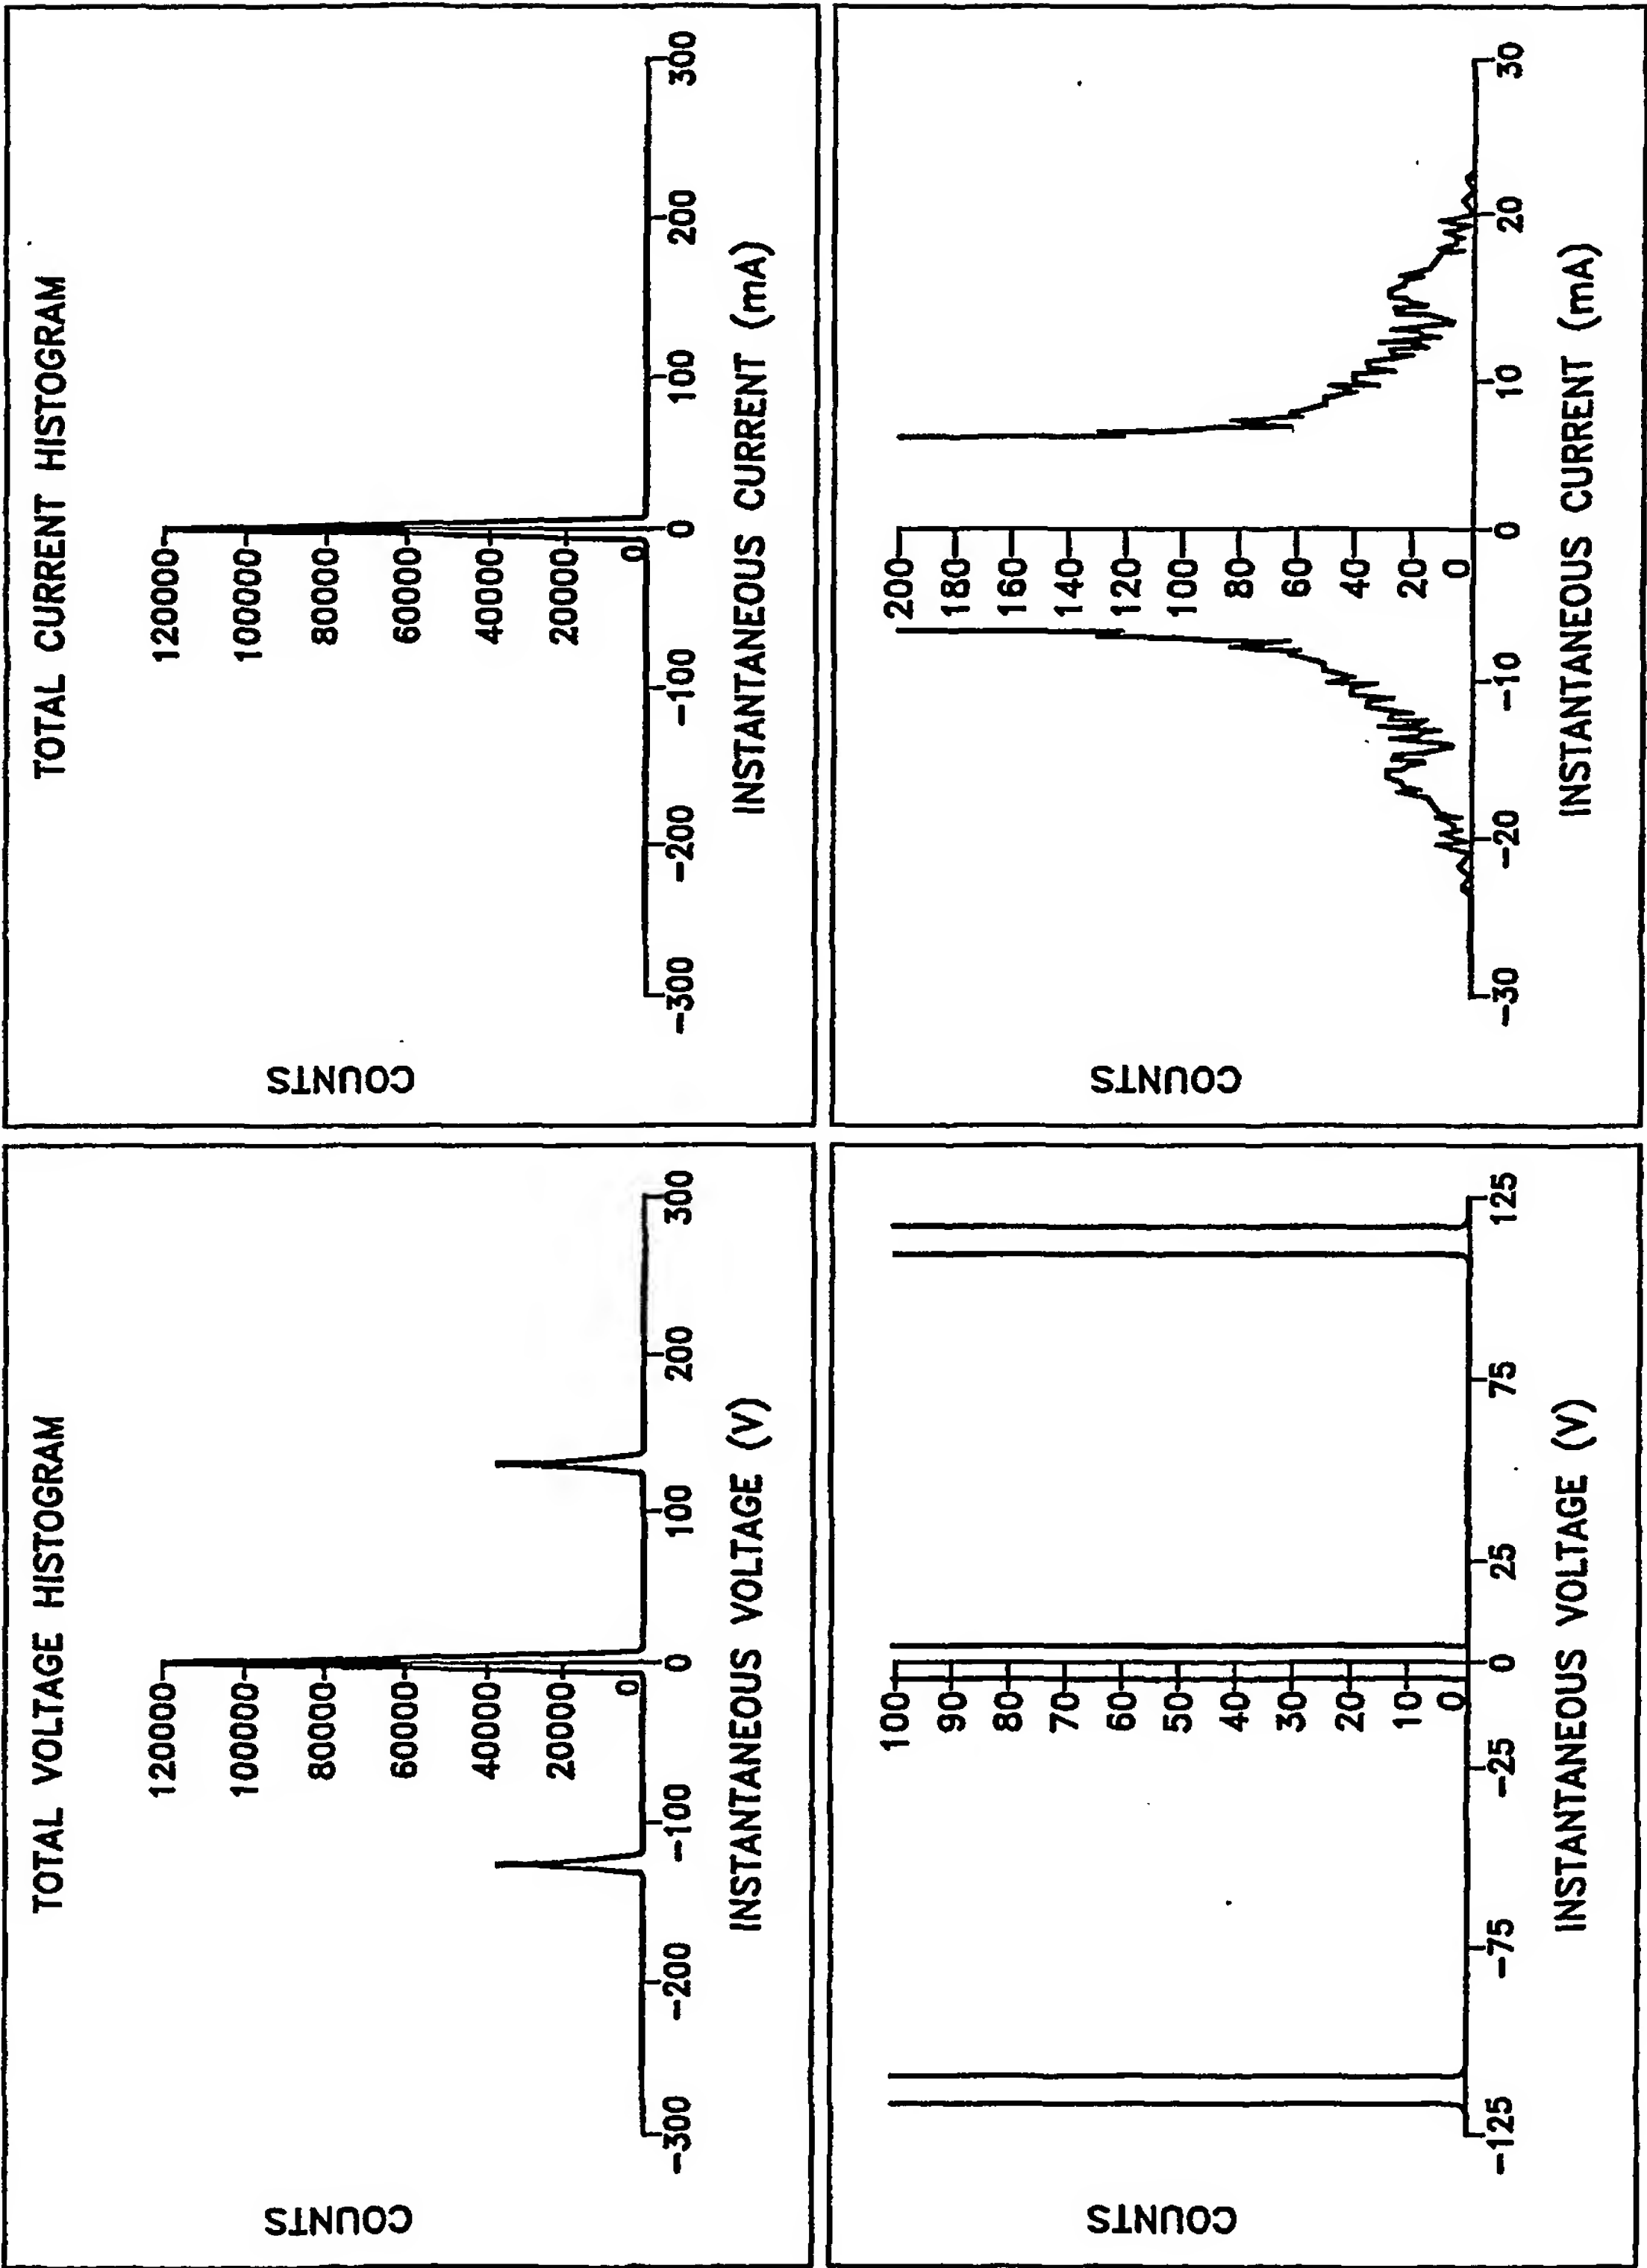 TOTAL VOLTAGE HISTOGRAM
COUNTS
120000
100000
80000
60000
40000
20000
0
-300 -200 -100 0 100 200 300
INSTANTANEOUS VOLTAGE (V)
TOTAL CURRENT HISTOGRAM
COUNTS
120000
100000
80000
60000
40000
20000
0
-300 -200 -100 0 100 200 300
INSTANTANEOUS CURRENT (mA)
COUNTS
100
90
80
70
60
50
40
30
20
10
0
-125 -75 -25 0 25 75 125
INSTANTANEOUS VOLTAGE (V)
COUNTS
200
180
160
140
120
100
80
60
40
20
0
-30 -20 -10 0 10 20 30
INSTANTANEOUS CURRENT (mA)